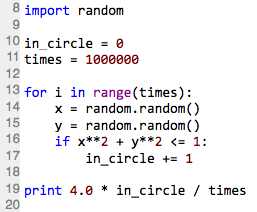 8 import random
9
10 in_circle = 0
11 times = 1000000
12
13 for i in range(times):
14     x = random.random()
15     y = random.random()
16     if x**2 + y**2 <= 1:
17         in_circle += 1
18
19 print 4.0 * in_circle / times
20